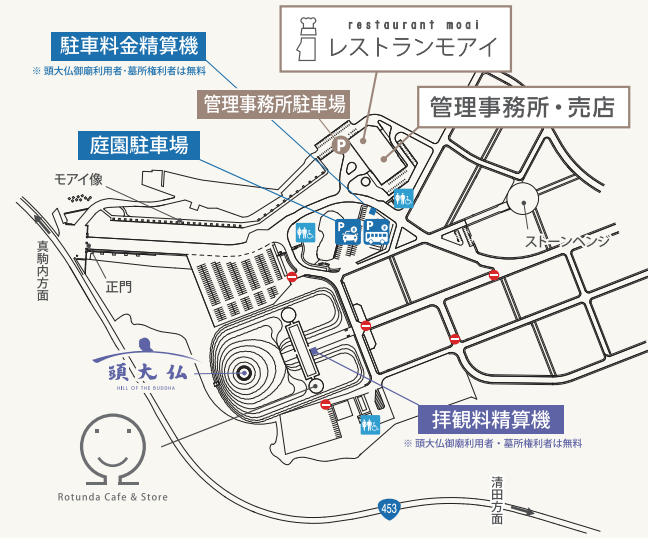 restaurant moai
レストランモアイ
駐車料金精算機
※ 頭大仏御廟利用者・墓所権利者は無料
管理事務所駐車場
管理事務所・売店
庭園駐車場
P
モアイ像
P
P
ストーンヘンジ
真駒内方面
正門
頭大仏
HILL OF THE BUDDHA
拝観料精算機
※ 頭大仏御廟利用者・墓所権利者は無料
Rotunda Cafe & Store
清田方面
453